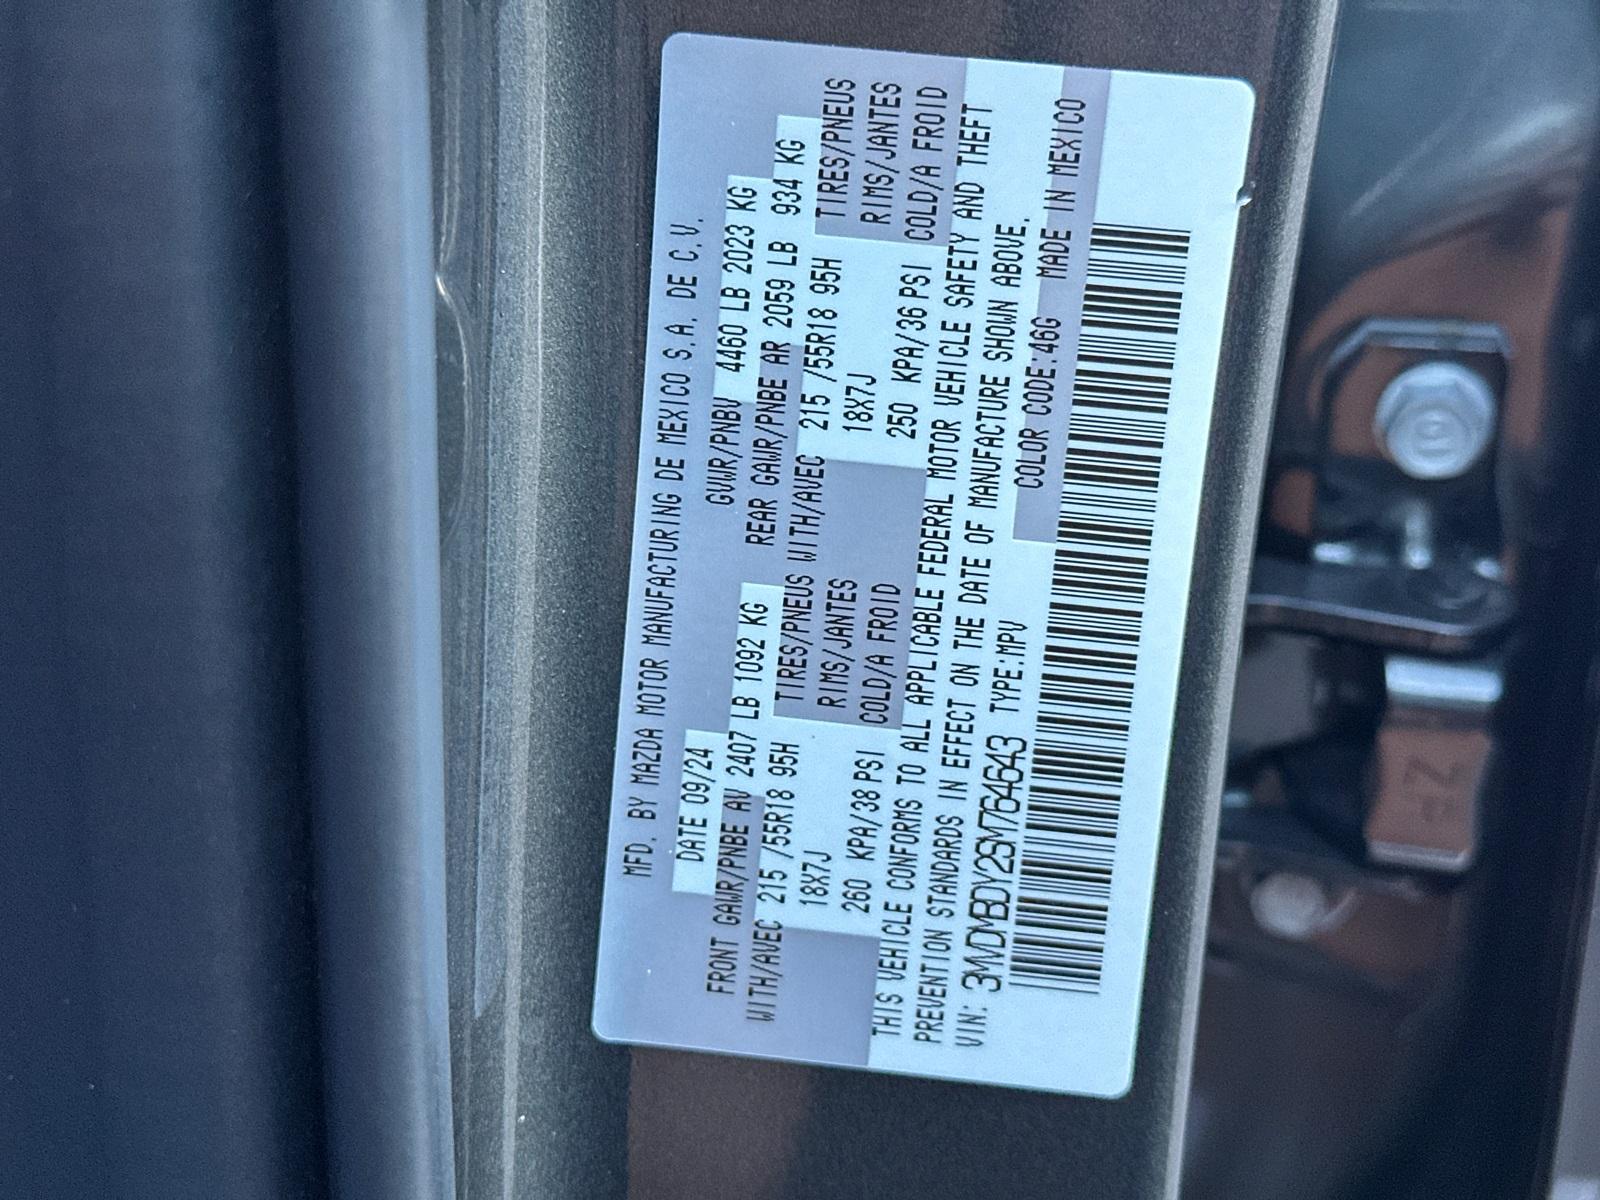 MFD. BY MAZDA MOTOR MANUFACTURING DE MEXICO S.A. DE C.V.
DATE 09/24 GVWR/PNBV 4460 LB 2023 KG
FRONT GAWR/PNBE AV 2407 LB 1092 KG REAR GAWR/PNBE AR 2059 LB 934 KG
WITH/AVEC 215 /55R18 95H TIRES/PNEUS WITH/AVEC 215 /55R18 95H TIRES/PNEUS
18X7J RIMS/JANTES 18X7J RIMS/JANTES
260 KPA/38 PSI COLD/A FROID 250 KPA/36 PSI COLD/A FROID
THIS VEHICLE CONFORMS TO ALL APPLICABLE FEDERAL MOTOR VEHICLE SAFETY AND THEFT
PREVENTION STANDARDS IN EFFECT ON THE DATE OF MANUFACTURE SHOWN ABOVE.
VIN: 3MVDMBDY2SM764643 TYPE:MPV COLOR CODE:46G MADE IN MEXICO